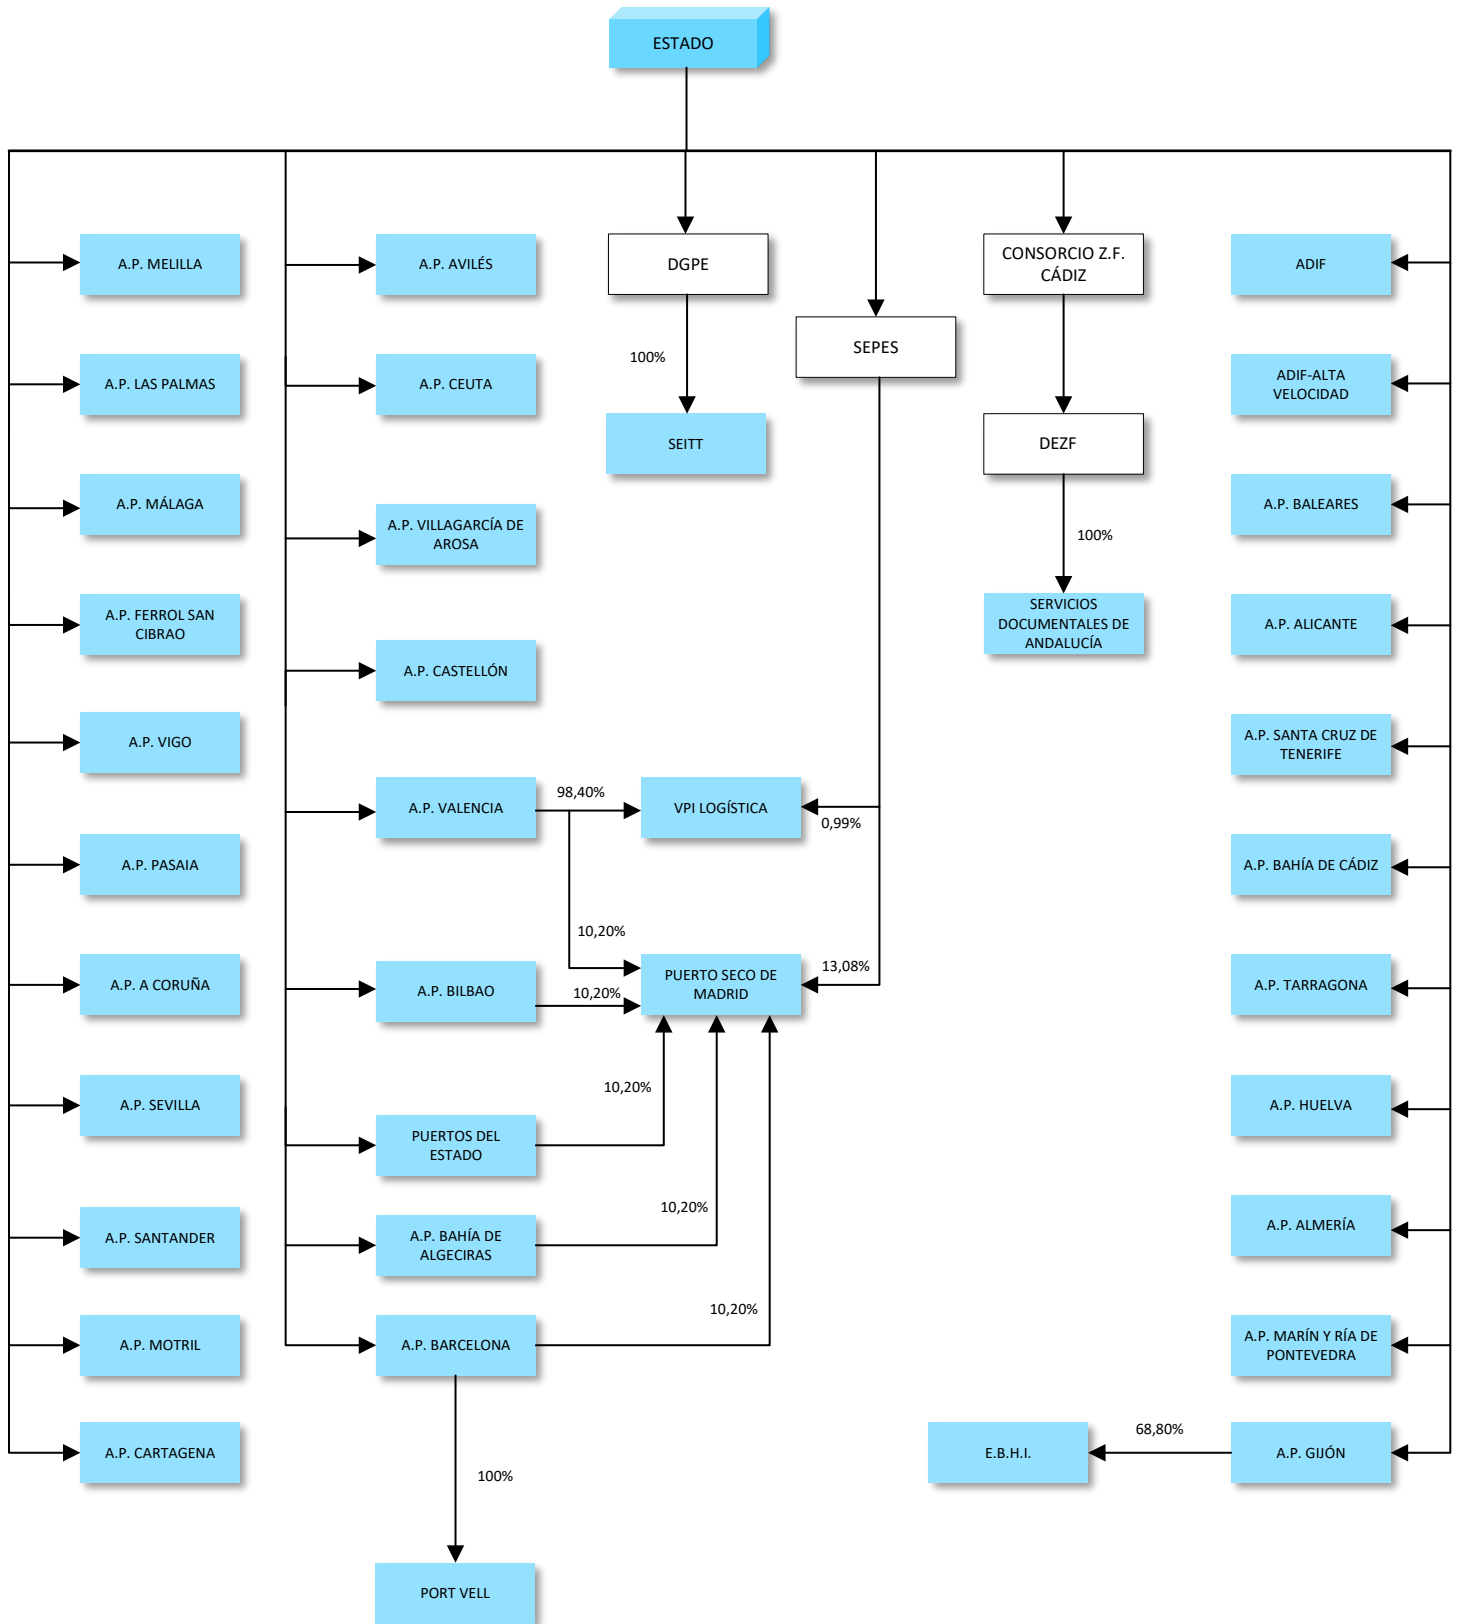 ESTADO
A.P. MELILLA
A.P. AVILÉS
DGPE
CONSORCIO Z.F.
CÁDIZ
ADIF
SEPES
100%
A.P. LAS PALMAS
A.P. CEUTA
ADIF-ALTA
VELOCIDAD
SEITT
DEZF
A.P. MÁLAGA
A.P. VILLAGARCÍA DE
AROSA
100%
A.P. BALEARES
A.P. FERROL SAN
CIBRAO
SERVICIOS
DOCUMENTALES DE
ANDALUCÍA
A.P. ALICANTE
A.P. CASTELLÓN
A.P. VIGO
A.P. SANTA CRUZ DE
TENERIFE
A.P. VALENCIA
98,40%
VPI LOGÍSTICA
0,99%
A.P. PASAIA
A.P. BAHÍA DE CÁDIZ
10,20%
A.P. A CORUÑA
A.P. BILBAO
10,20%
PUERTO SECO DE
MADRID
13,08%
A.P. TARRAGONA
10,20%
A.P. SEVILLA
A.P. HUELVA
PUERTOS DEL
ESTADO
10,20%
A.P. SANTANDER
A.P. BAHÍA DE
ALGECIRAS
A.P. ALMERÍA
10,20%
A.P. MOTRIL
A.P. BARCELONA
A.P. MARÍN Y RÍA DE
PONTEVEDRA
A.P. CARTAGENA
100%
E.B.H.I.
68,80%
A.P. GIJÓN
PORT VELL